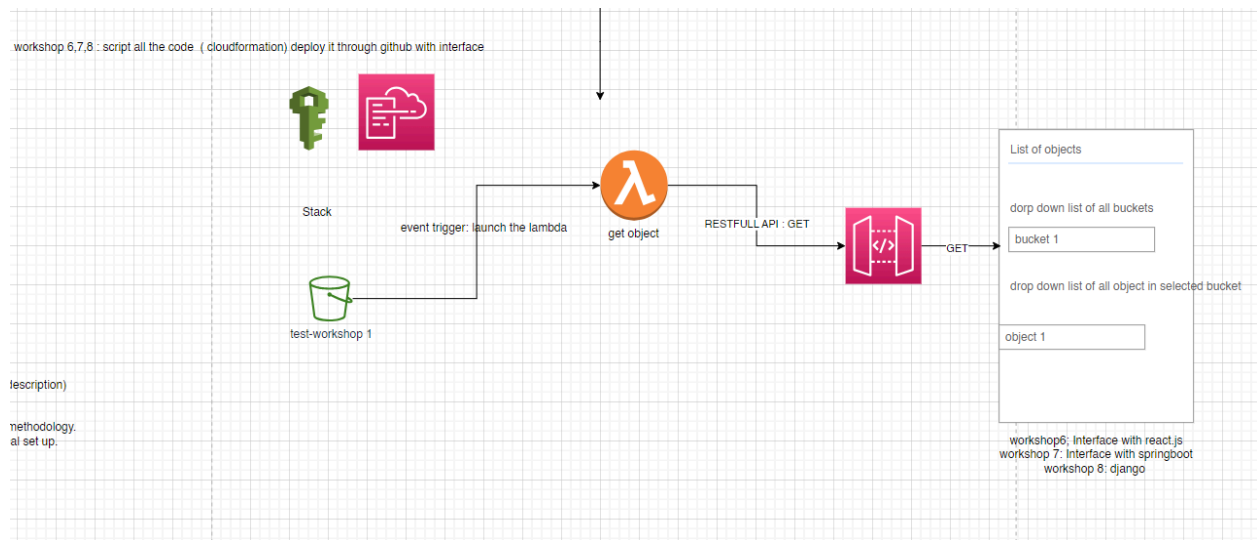 workshop 6,7,8 : script all the code ( cloudformation) deploy it through github with interface
Stack
event trigger: launch the lambda
get object
RESTFULL API : GET
GET
test-workshop 1
List of objects
dorp down list of all buckets
bucket 1
drop down list of all object in selected bucket
object 1
workshop6; Interface with react.js
workshop 7: Interface with springboot
workshop 8: django
description)
methodology.
al set up.